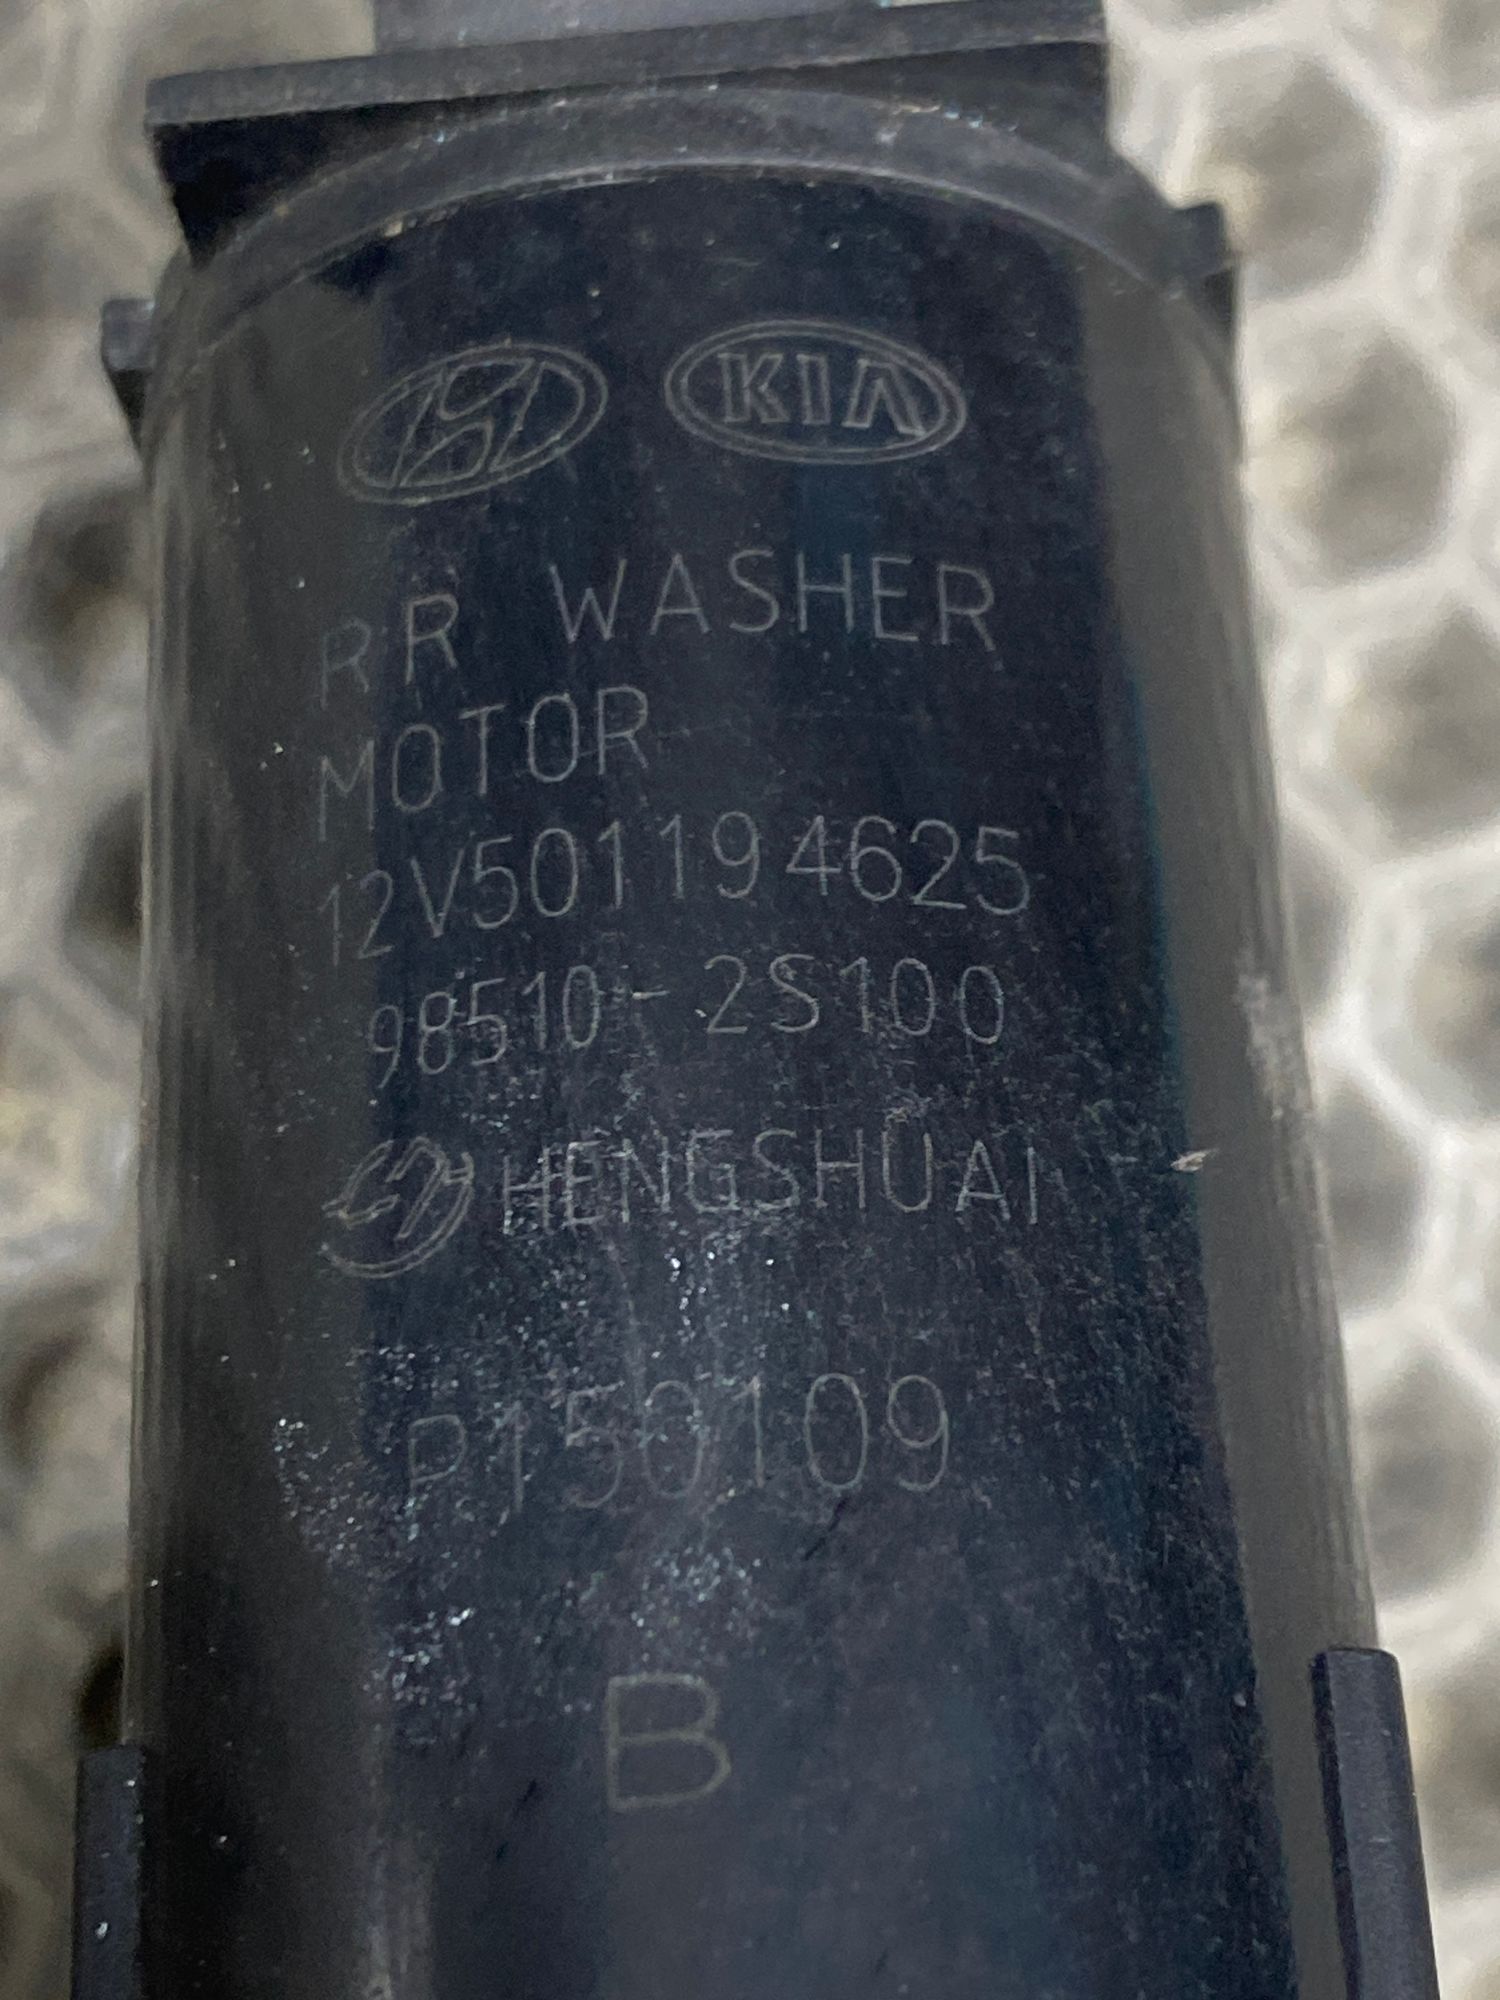 KIA
RR WASHER
MOTOR
12V501194625
98510-2S100
HENGSHUAI
P150109
B